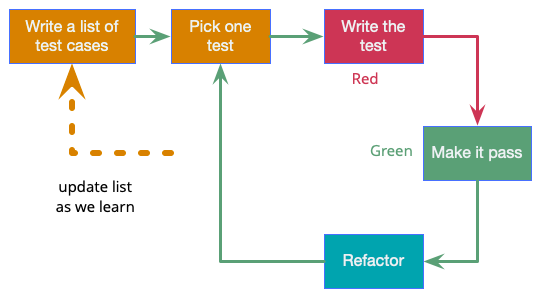 Write a list of
test cases
Pick one
test
Write the
test
Red
Green
Make it pass
update list
as we learn
Refactor